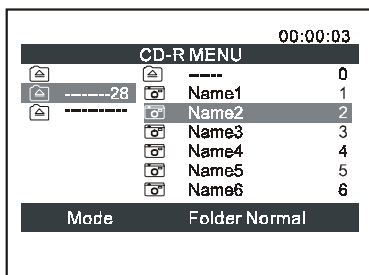 00:00:03
CD-R MENU
----- 0
-------28 Name1 1
---------- Name2 2
Name3 3
Name4 4
Name5 5
Name6 6
Mode Folder Normal